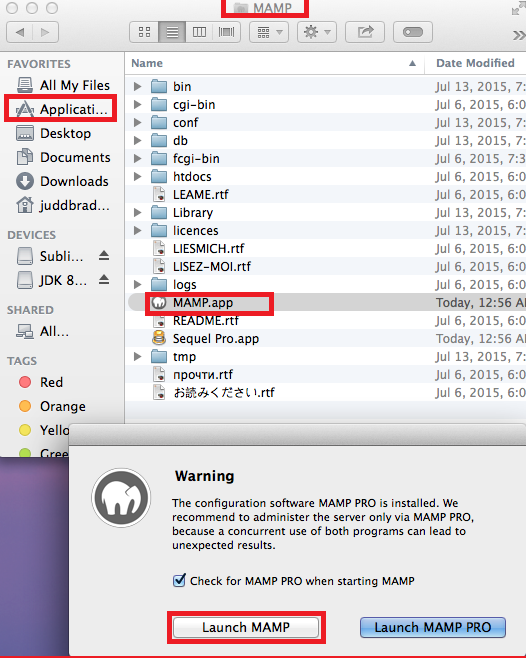 MAMP
Name
Date Modified
FAVORITES
All My Files
Applicati...
Desktop
Documents
Downloads
juddbrad...
DEVICES
Subli...
JDK 8...
SHARED
All...
TAGS
Red
Orange
Yello
Green
bin Jul 13, 2015, 7:
cgi-bin Jul 6, 2015, 6:0
conf Jul 13, 2015, 7:
db Jul 13, 2015, 7:
fcgi-bin Jul 6, 2015, 7:3
htdocs Jul 6, 2015, 6:0
LEAME.rtf Jul 6, 2015, 6:0
Library Jul 13, 2015, 7:
licences Jul 13, 2015, 7:
LIESMICH.rtf Jul 6, 2015, 6:0
LISEZ-MOI.rtf Jul 6, 2015, 6:0
logs Jul 6, 2015, 6:0
MAMP.app Today, 12:56 A
README.rtf Jul 6, 2015, 6:0
Sequel Pro.app Today, 12:56 A
tmp Jul 13, 2015, 7:
прочти.rtf Jul 6, 2015, 6:0
お読みください.rtf Jul 6, 2015, 6:0
Warning
The configuration software MAMP PRO is installed. We
recommend to administer the server only via MAMP PRO,
because a concurrent use of both programs can lead to
unexpected results.
Check for MAMP PRO when starting MAMP
Launch MAMP
Launch MAMP PRO